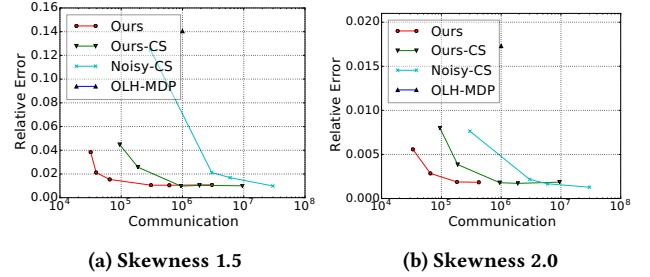 0.16
0.14
0.12
0.10
0.08
0.06
0.04
0.02
0.00
Relative Error
Ours
Ours-CS
Noisy-CS
OLH-MDP
10^4 10^5 10^6 10^7 10^8
Communication
(a) Skewness 1.5
0.020
0.015
0.010
0.005
0.000
Relative Error
Ours
Ours-CS
Noisy-CS
OLH-MDP
10^4 10^5 10^6 10^7 10^8
Communication
(b) Skewness 2.0